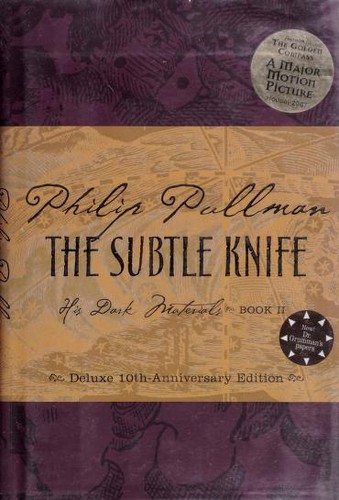 THE GOLDEN
COMPASS
A MAJOR
MOTION
PICTURE
Philip Pullman
THE SUBTLE KNIFE
His Dark Materials BOOK II
New!
Dr.
Grumman's
papers
Deluxe 10th-Anniversary Edition